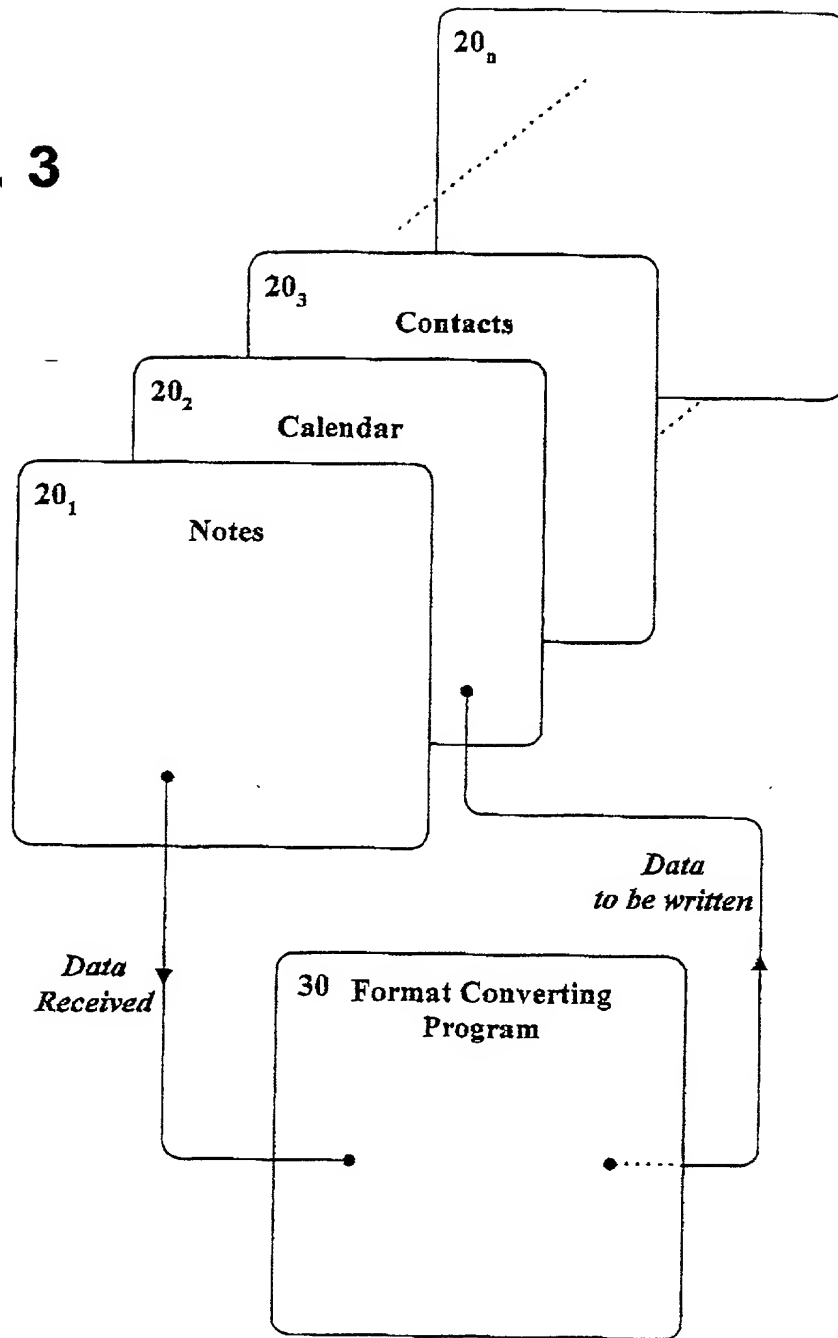 . 3
20n
203
Contacts
202
Calendar
201
Notes
Data
to be written
Data
Received
30 Format Converting
Program